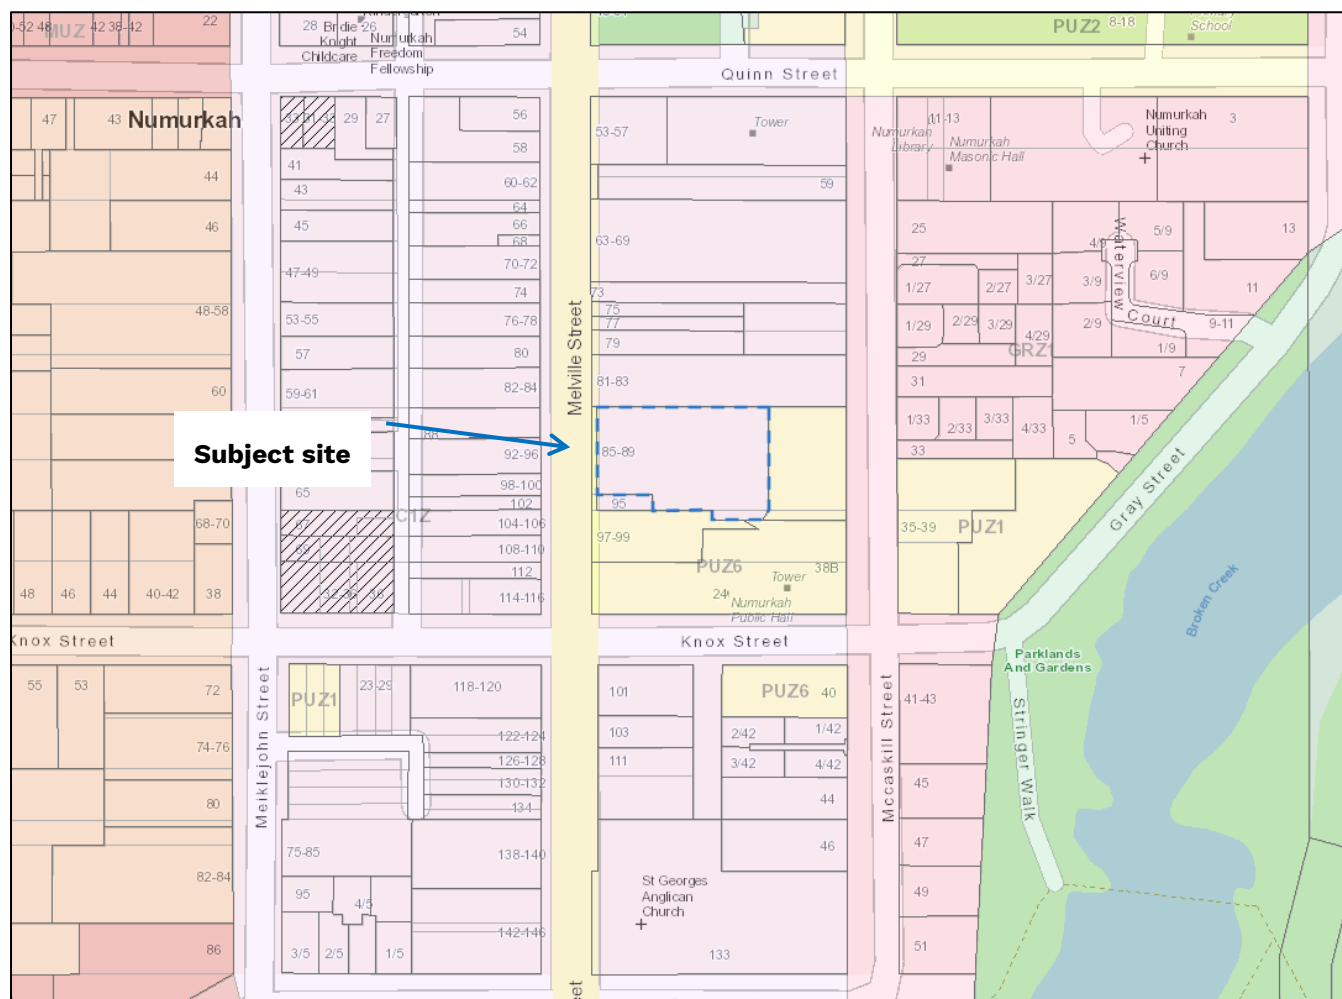 22
MUZ
42
38-42
28
26
Bridie
Knight
Childcare
Numurkah
Freedom
Fellowship
54
PUZ2
8-18
School
Quinn Street
47
43
Numurkah
33
31
29
27
56
58
53-57
Tower
11-13
Numurkah
Library
Numurkah
Masonic Hall
Numurkah
Uniting
Church
3
41
44
43
60-62
59
64
46
45
66
68
63-69
25
4/9
5/9
13
Waterview
Court
47-49
70-72
27
1/27
2/27
3/27
3/9
6/9
11
74
73
48-58
53-55
76-78
75
77
79
1/29
2/29
3/29
4/29
2/9
9-11
1/9
57
80
29
GRZ1
7
60
59-61
82-84
81-83
31
Melville Street
88
1/33
2/33
3/33
4/33
5
1/5
Subject site
92-96
85-89
33
65
98-100
102
95
68-70
67
C1Z
104-106
97-99
35-39
PUZ1
Gray Street
69
108-110
112
PUZ6
38B
Tower
48
46
44
40-42
38
32-36
36
114-116
24
Numurkah
Public Hall
Broken Creek
Knox Street
Knox Street
Parklands
And Gardens
55
53
72
PUZ1
23-29
118-120
101
PUZ6
40
41-43
Meiklejohn Street
Mccaskill Street
Stringer Walk
74-76
122-124
103
2/42
1/42
126-128
111
3/42
4/42
80
130-132
134
44
45
75-85
138-140
46
47
82-84
95
4/5
St Georges
Anglican
Church
49
86
3/5
2/5
1/5
142-146
133
51